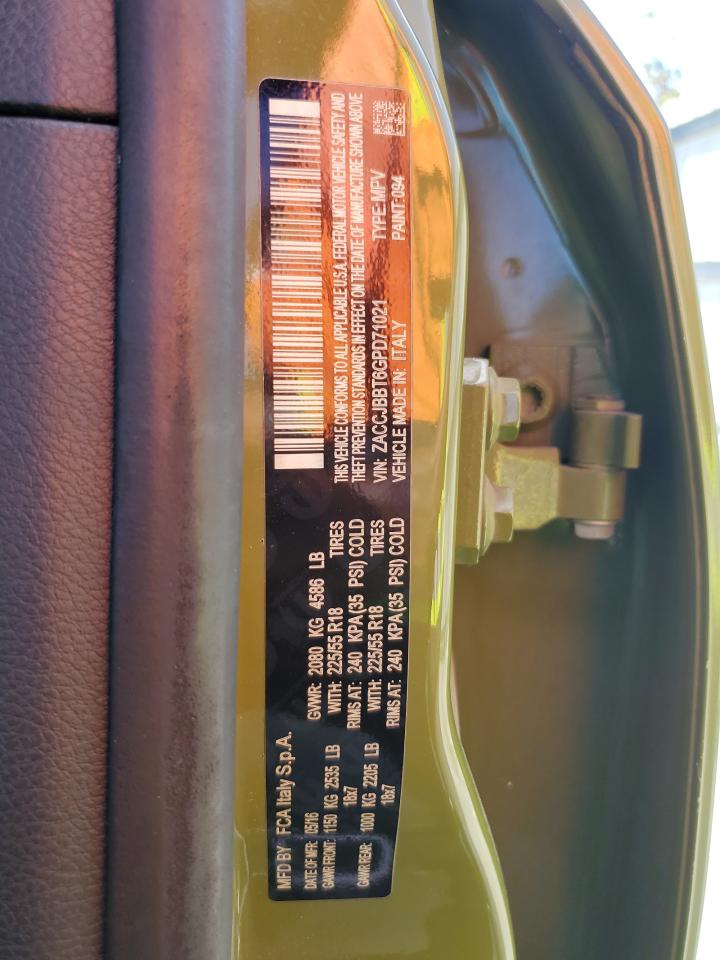 MFD BY FCA Italy S.p.A.
DATE OF MFR: 05/16 GVWR: 2080 KG 4586 LB
GAWR FRONT: 1150 KG 2535 LB WITH: 225/55 R18 TIRES
18x7 RIMS AT: 240 KPA(35 PSI) COLD
GAWR REAR: 1000 KG 2205 LB WITH: 225/55 R18 TIRES
18x7 RIMS AT: 240 KPA(35 PSI) COLD
THIS VEHICLE CONFORMS TO ALL APPLICABLE U.S.A. FEDERAL MOTOR VEHICLE SAFETY AND
THEFT PREVENTION STANDARDS IN EFFECT ON THE DATE OF MANUFACTURE SHOWN ABOVE
VIN: ZACCJBBT6GPD71021 TYPE: MPV
VEHICLE MADE IN: ITALY PAINT: 094